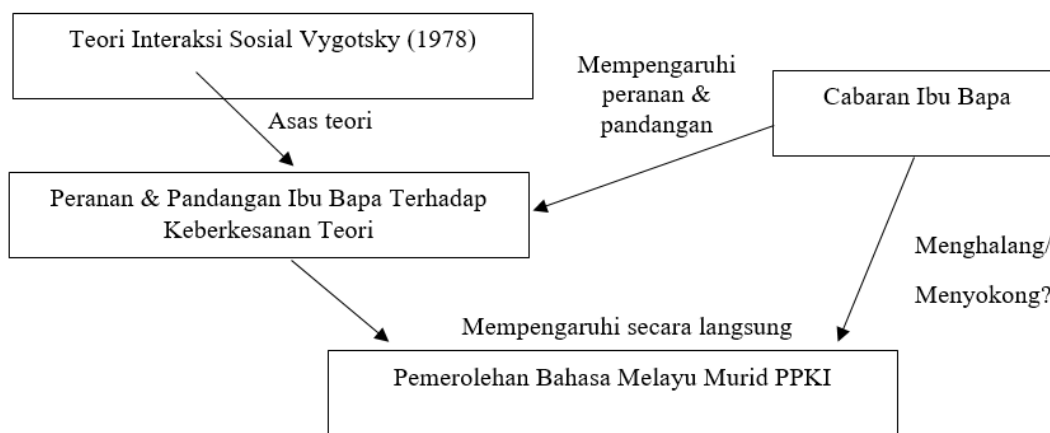 Teori Interaksi Sosial Vygotsky (1978)
Mempengaruhi
peranan &
pandangan
Cabaran Ibu Bapa
Asas teori
Peranan & Pandangan Ibu Bapa Terhadap
Keberkesanan Teori
Menghalang/
Menyokong?
Mempengaruhi secara langsung
Pemerolehan Bahasa Melayu Murid PPKI